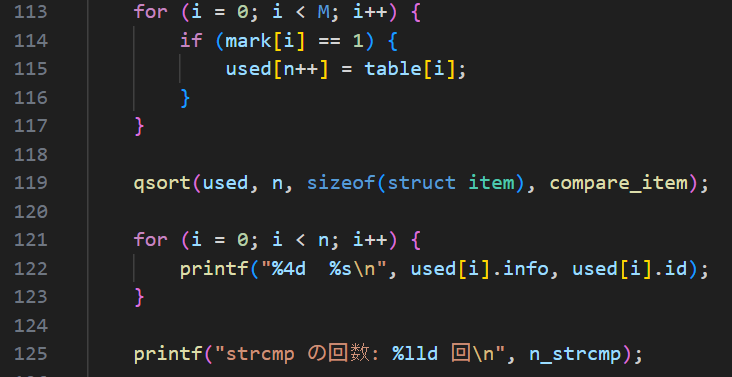 113 for (i = 0; i < M; i++) {
114 if (mark[i] == 1) {
115 used[n++] = table[i];
116 }
117 }
118
119 qsort(used, n, sizeof(struct item), compare_item);
120
121 for (i = 0; i < n; i++) {
122 printf("%4d  %s\n", used[i].info, used[i].id);
123 }
124
125 printf("strcmp の回数: %lld 回\n", n_strcmp);